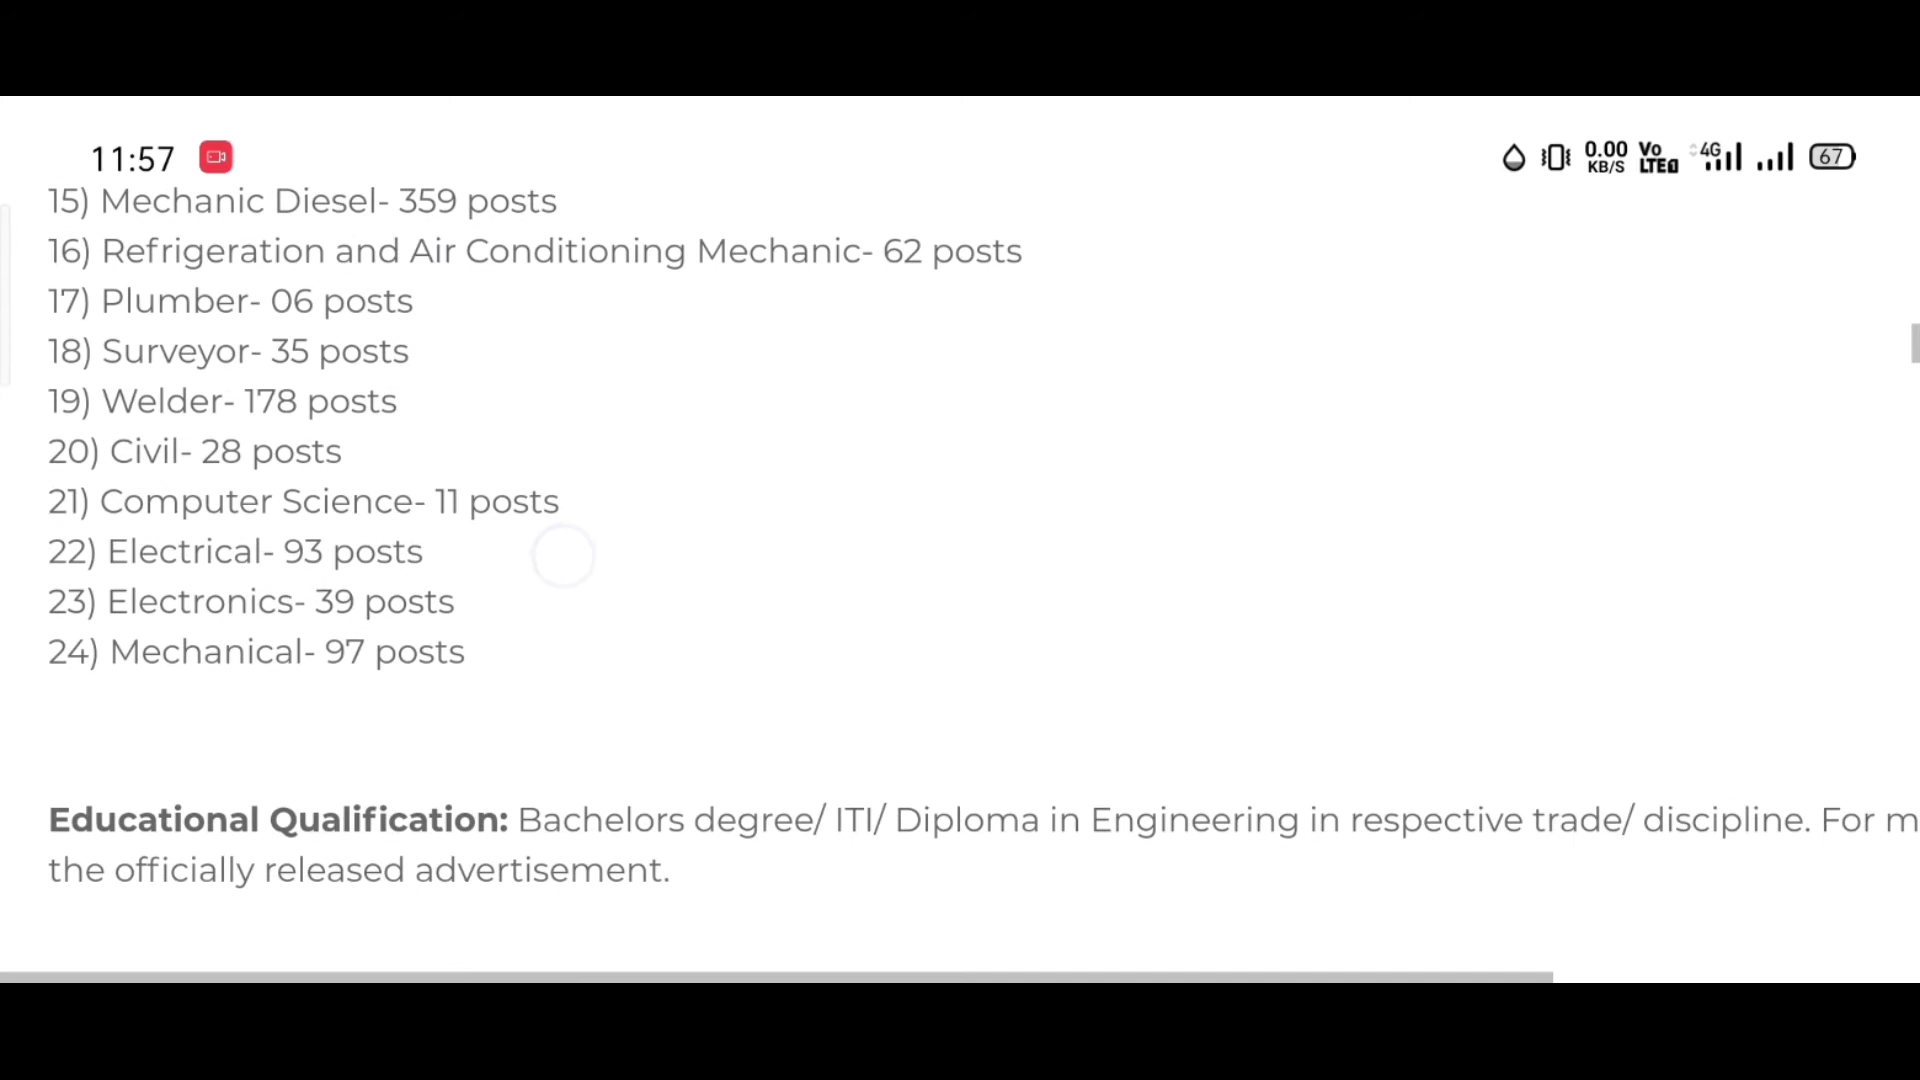 11:57
0.00 KB/S Vo LTE 4G 67
15) Mechanic Diesel- 359 posts
16) Refrigeration and Air Conditioning Mechanic- 62 posts
17) Plumber- 06 posts
18) Surveyor- 35 posts
19) Welder- 178 posts
20) Civil- 28 posts
21) Computer Science- 11 posts
22) Electrical- 93 posts
23) Electronics- 39 posts
24) Mechanical- 97 posts
Educational Qualification: Bachelors degree/ ITI/ Diploma in Engineering in respective trade/ discipline. For m
the officially released advertisement.